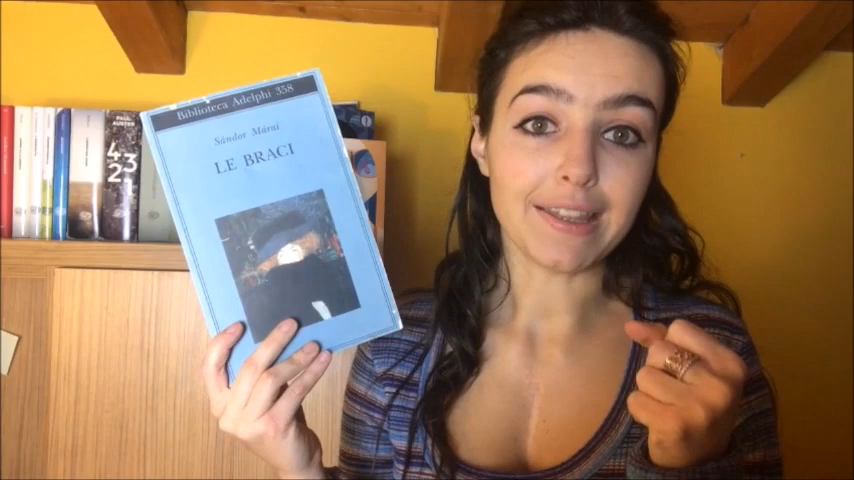 Biblioteca Adelphi 358
Sándor Márai
LE BRACI
PAUL
AUSTER
4 3
2 1